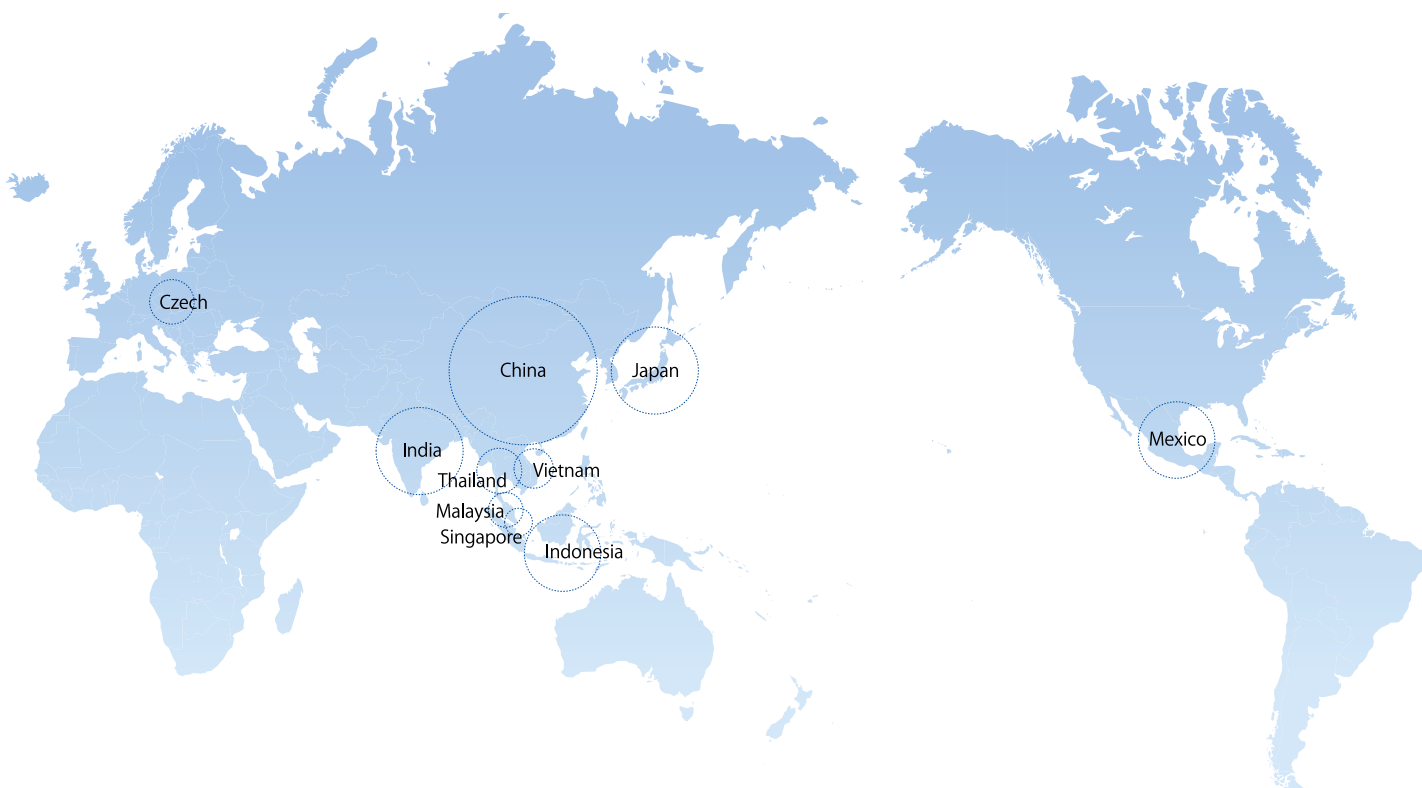 Czech
China
Japan
India
Mexico
Thailand
Vietnam
Malaysia
Singapore
Indonesia